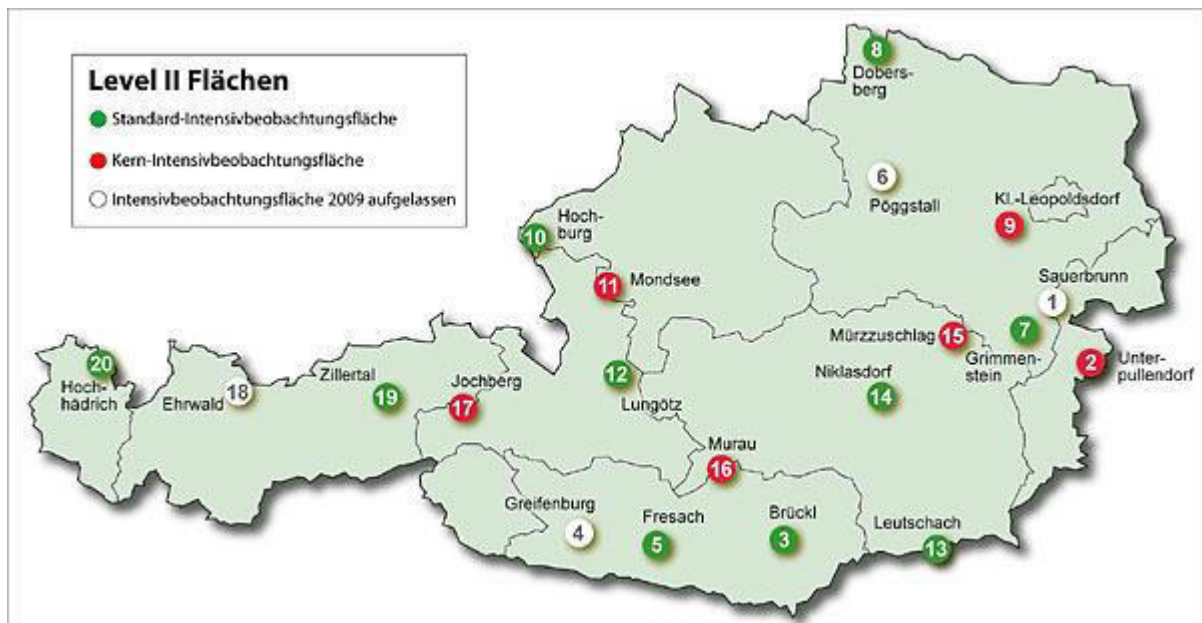 Level II Flächen
Standard-Intensivbeobachtungsfläche
Kern-Intensivbeobachtungsfläche
Intensivbeobachtungsfläche 2009 aufgelassen
8
Dobers-
berg
6
Pöggstall
Kl.-Leopoldsdorf
9
Hoch-
burg
10
11
Mondsee
Sauerbrunn
1
7
Grimmen-
stein
Mürzzuschlag
15
2
Unter-
pullendorf
20
Hoch-
hädrich
18
Ehrwald
Zillertal
19
Jochberg
17
12
Lungötz
Niklasdorf
14
Murau
16
Greifenburg
4
Fresach
5
Brückl
3
Leutschach
13